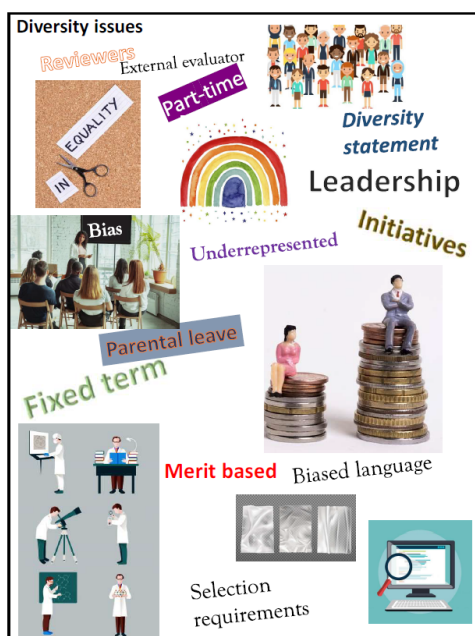 Diversity issues
Reviewers
External evaluator
Part-time
EQUALITY
IN
Diversity
statement
Leadership
Bias
Initiatives
Underrepresented
Parental leave
Fixed term
Merit based
Biased language
Selection
requirements